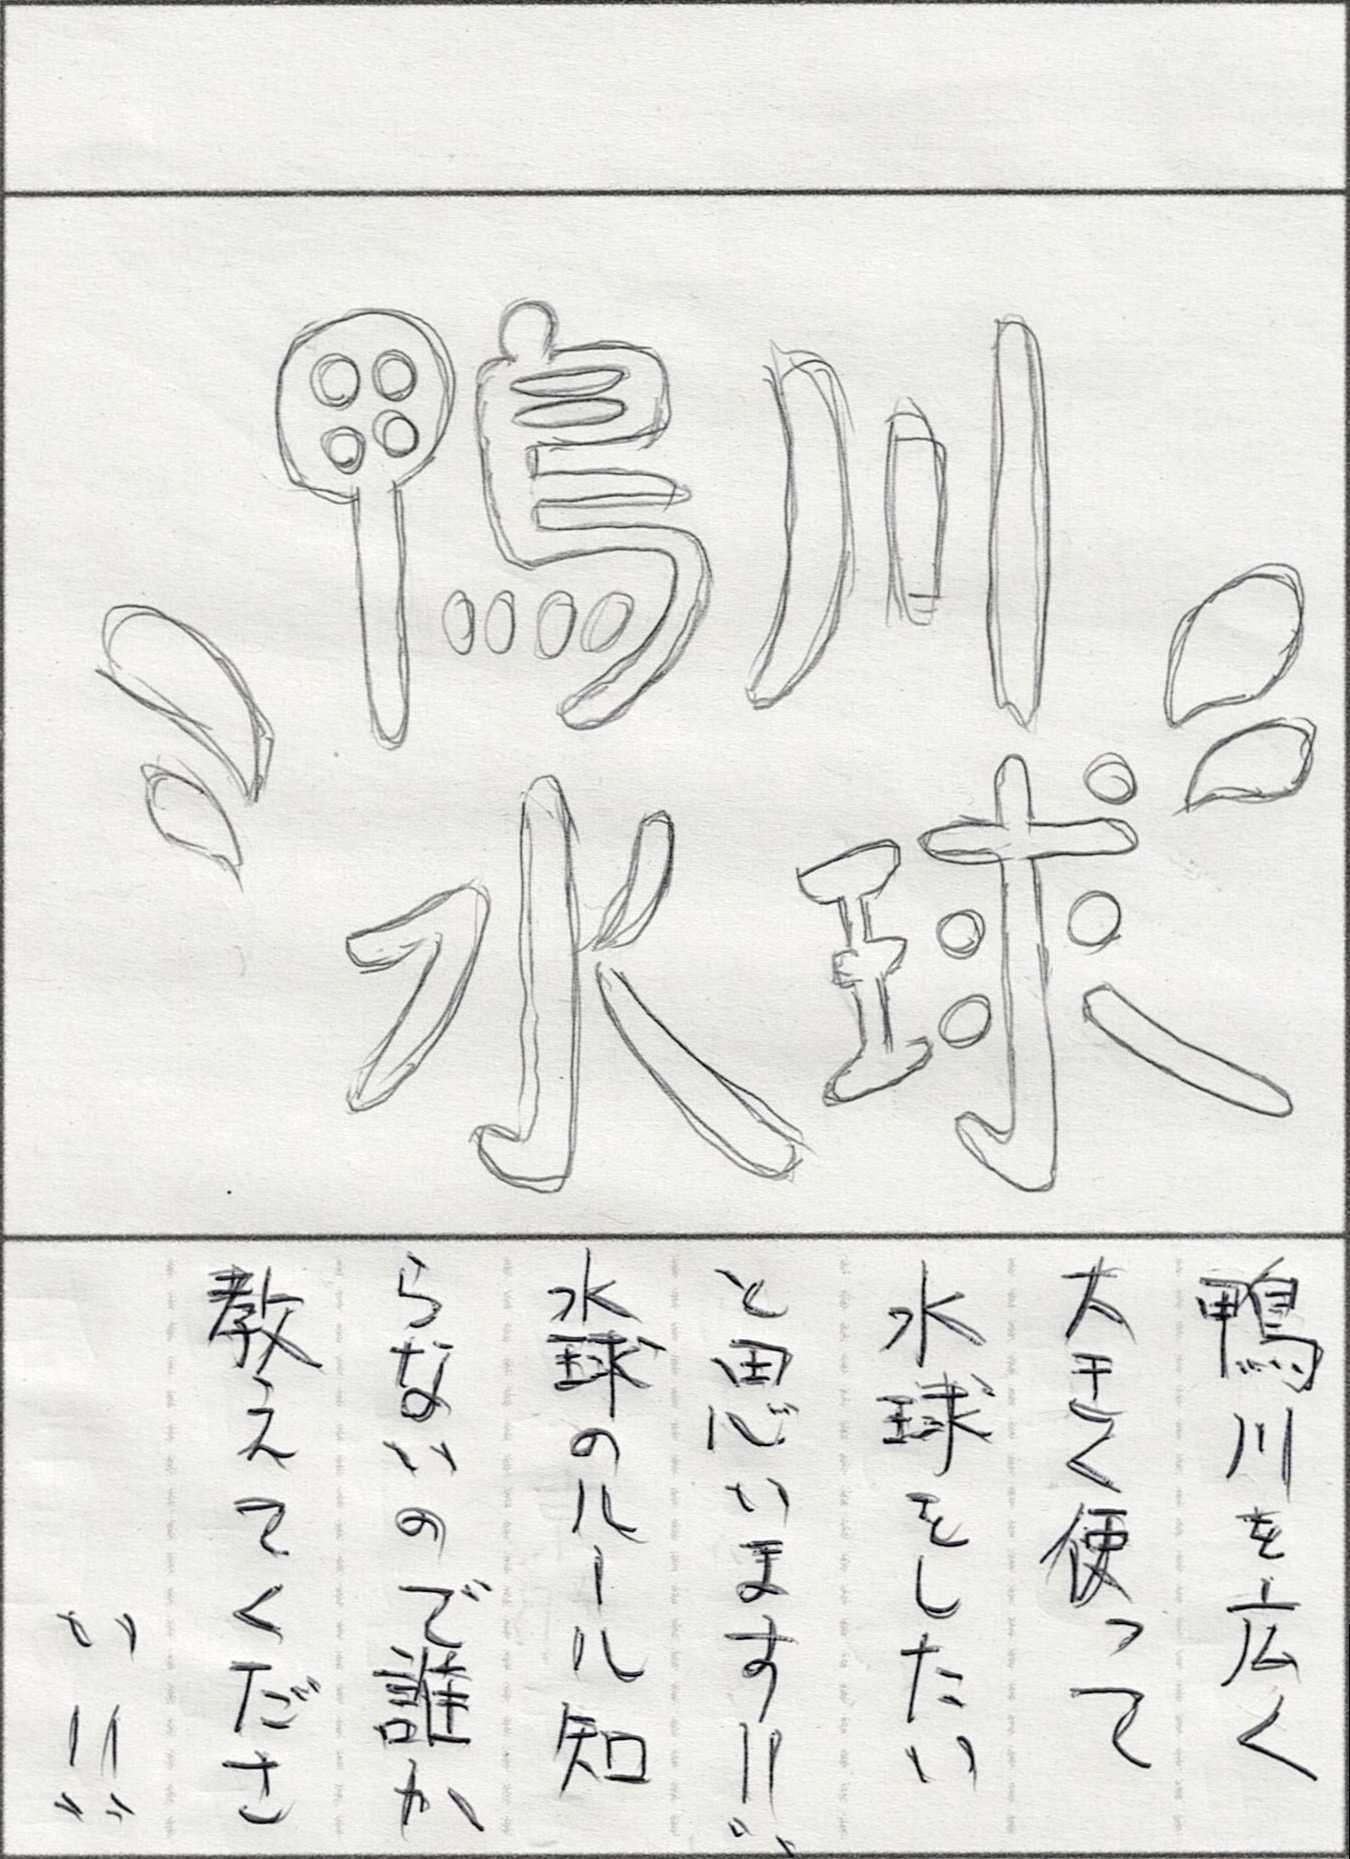 鴨川
水球
鴨川を広く
大きく使って
水球をしたい
と思います!!
水球のルール知
らないので誰か
教えてくださ
い!!